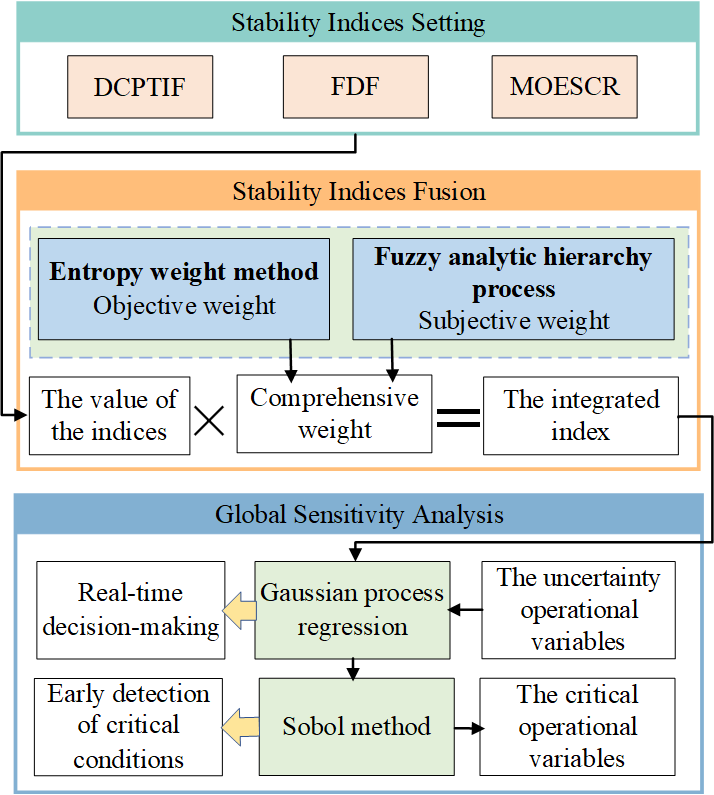 Stability Indices Setting
DCPTIF
FDF
MOESCR
Stability Indices Fusion
Entropy weight method
Objective weight
Fuzzy analytic hierarchy
process
Subjective weight
The value of
the indices
×
Comprehensive
weight
=
The integrated
index
Global Sensitivity Analysis
Real-time
decision-making
Gaussian process
regression
The uncertainty
operational
variables
Early detection
of critical
conditions
Sobol method
The critical
operational
variables